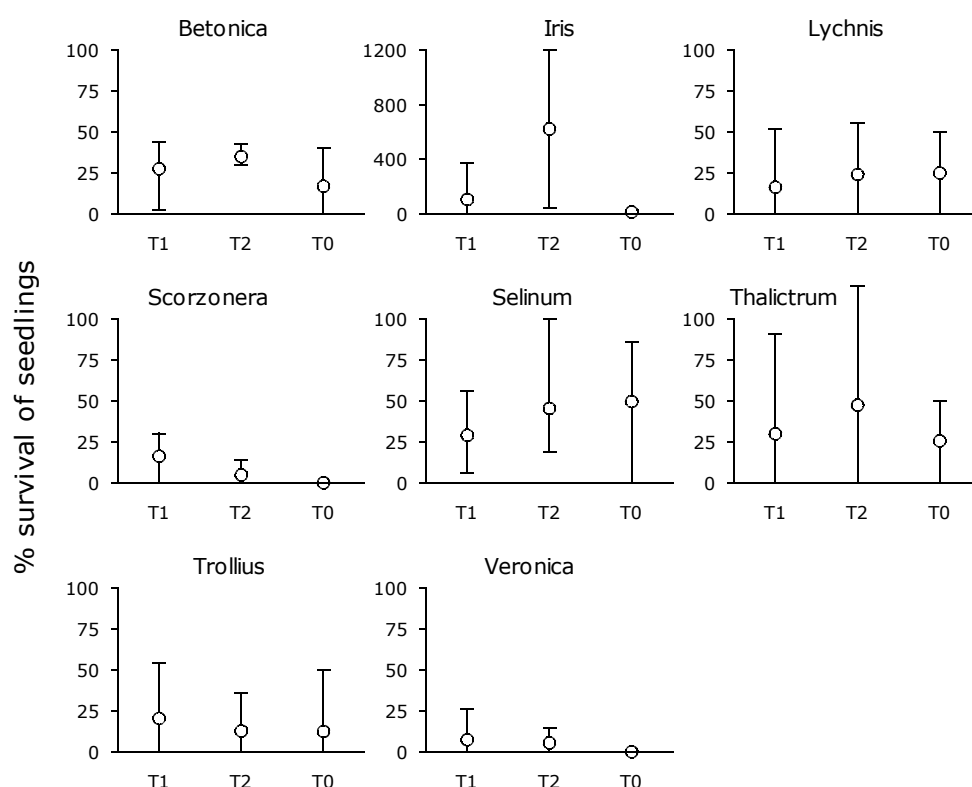 Betonica
Iris
Lychnis
100
75
50
25
0
T1 T2 T0
1200
800
400
0
T1 T2 T0
100
75
50
25
0
T1 T2 T0
% survival of seedlings
Scorzonera
Selinum
Thalictrum
100
75
50
25
0
T1 T2 T0
100
75
50
25
0
T1 T2 T0
100
75
50
25
0
T1 T2 T0
Trollius
Veronica
100
75
50
25
0
T1 T2 T0
100
75
50
25
0
T1 T2 T0